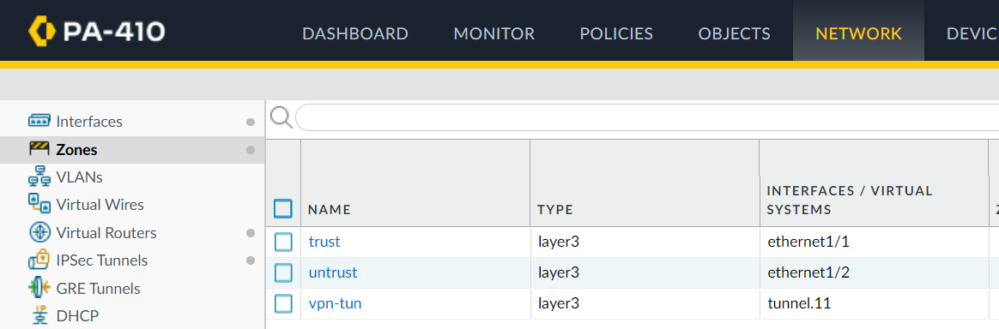 PA-410
DASHBOARD MONITOR POLICIES OBJECTS NETWORK DEVIC
Interfaces
Zones
VLANs
Virtual Wires
Virtual Routers
IPSec Tunnels
GRE Tunnels
DHCP
NAME TYPE INTERFACES / VIRTUAL
SYSTEMS
trust layer3 ethernet1/1
untrust layer3 ethernet1/2
vpn-tun layer3 tunnel.11